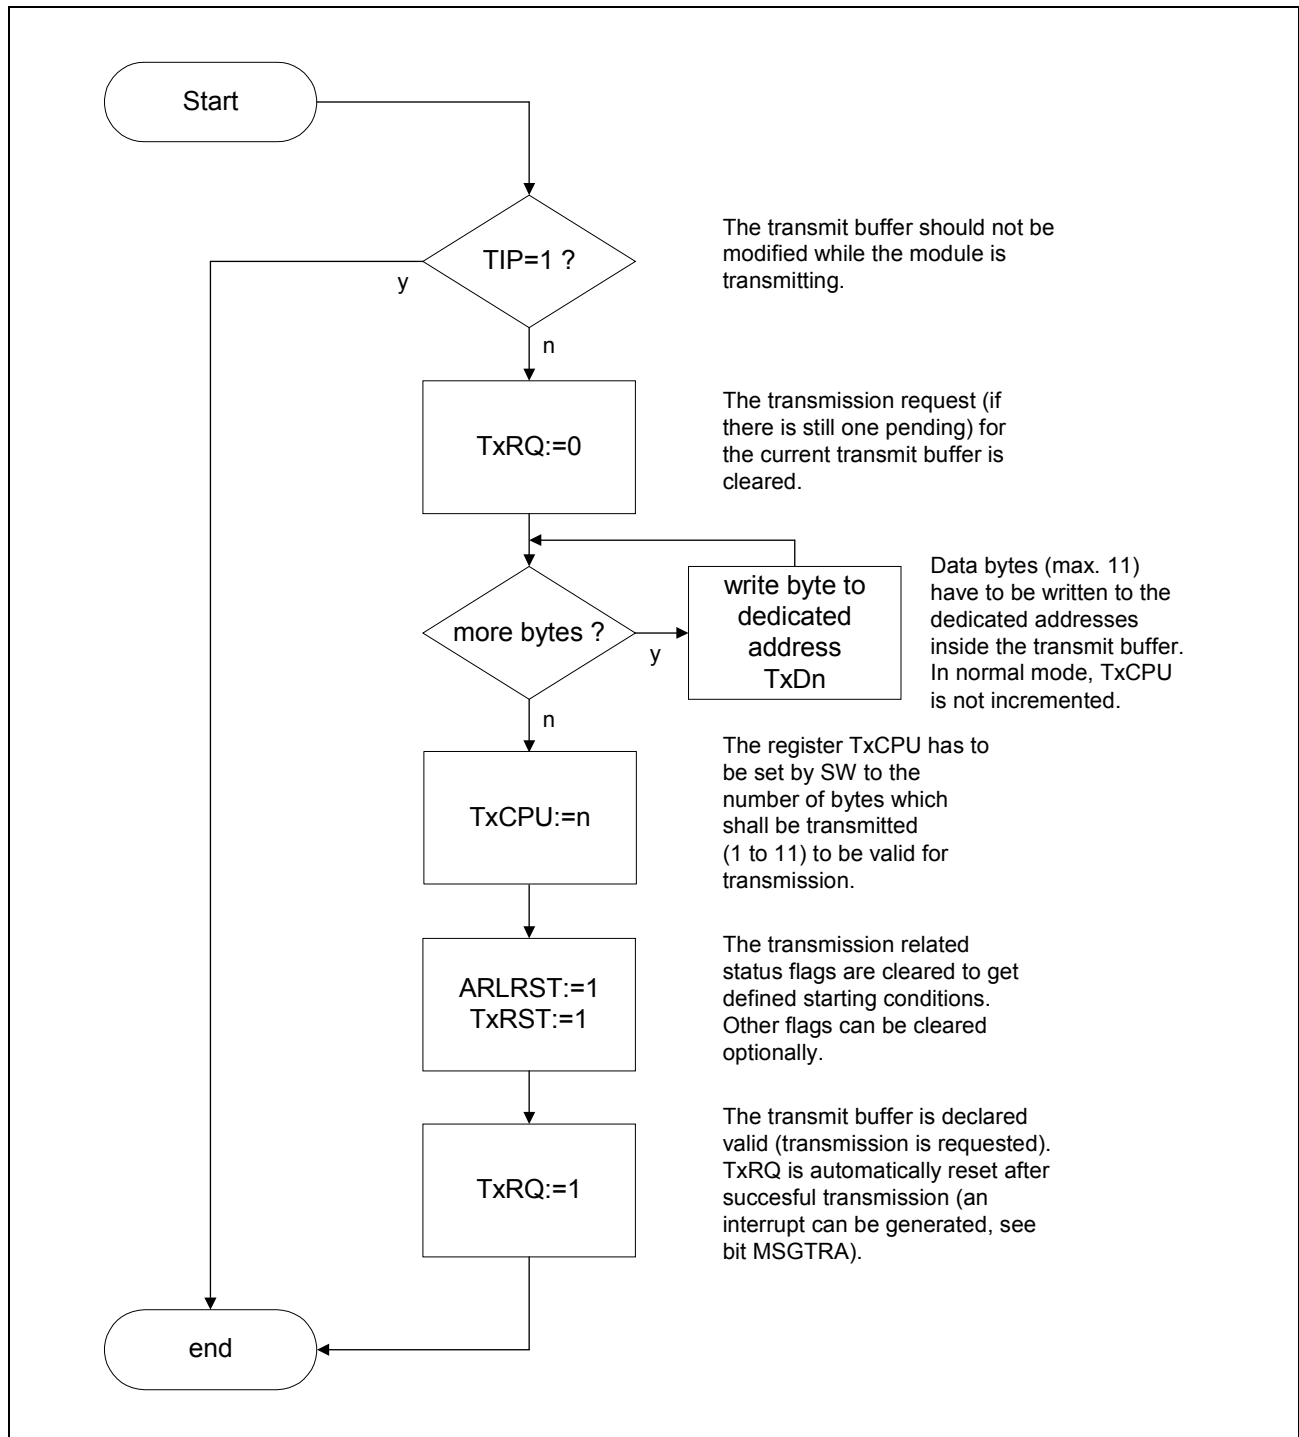 Start
TIP=1 ?
y
n
The transmit buffer should not be
modified while the module is
transmitting.
TxRQ:=0
The transmission request (if
there is still one pending) for
the current transmit buffer is
cleared.
more bytes ?
y
n
write byte to
dedicated
address
TxDn
Data bytes (max. 11)
have to be written to the
dedicated addresses
inside the transmit buffer.
In normal mode, TxCPU
is not incremented.
TxCPU:=n
The register TxCPU has to
be set by SW to the
number of bytes which
shall be transmitted
(1 to 11) to be valid for
transmission.
ARLRST:=1
TxRST:=1
The transmission related
status flags are cleared to get
defined starting conditions.
Other flags can be cleared
optionally.
TxRQ:=1
The transmit buffer is declared
valid (transmission is requested).
TxRQ is automatically reset after
succesful transmission (an
interrupt can be generated, see
bit MSGTRA).
end